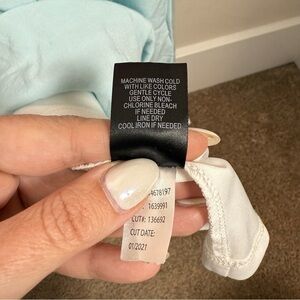 MACHINE WASH COLD
WITH LIKE COLORS
GENTLE CYCLE
USE ONLY NON-
CHLORINE BLEACH
IF NEEDED
LINE DRY
COOL IRON IF NEEDED
1639991
CUT#: 136692
CUT DATE:
01/2021